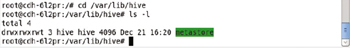 root@cdh-6l2pr:/# cd /var/lib/hive
root@cdh-6l2pr:/var/lib/hive# ls -l
total 4
drwxrwxrwt 3 hive hive 4096 Dec 21 16:20 metastore
root@cdh-6l2pr:/var/lib/hive#